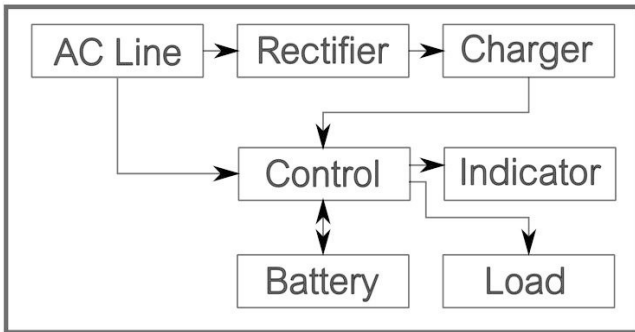 AC Line
Rectifier
Charger
Control
Indicator
Battery
Load